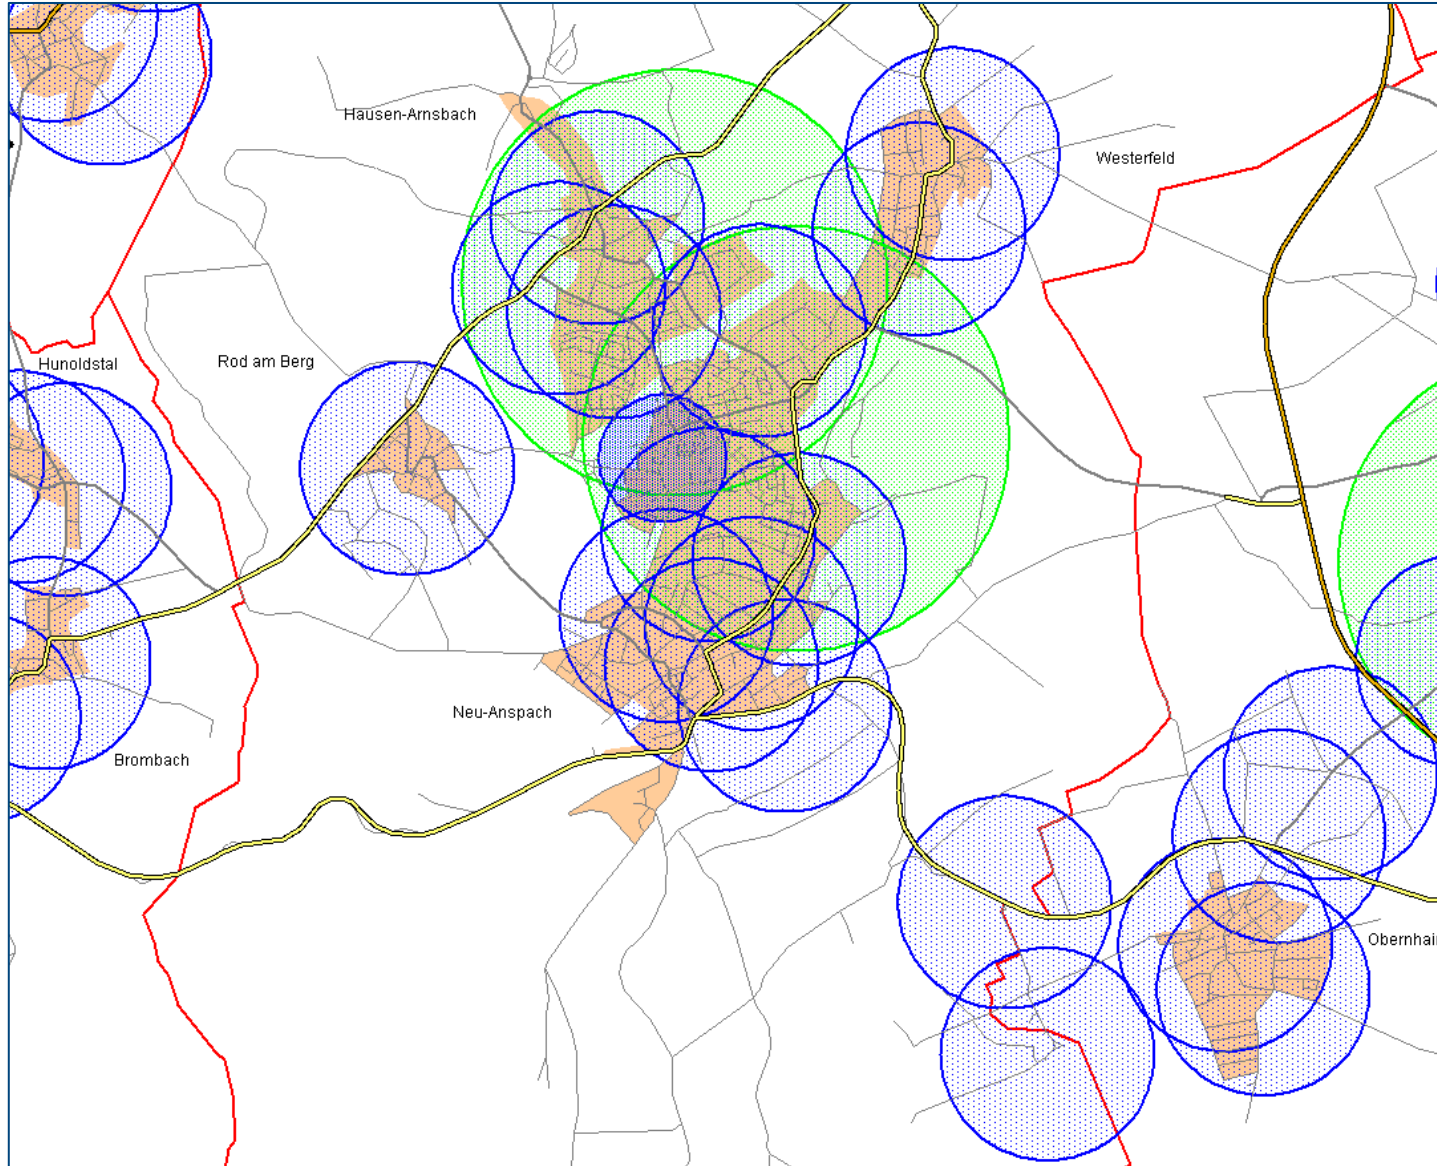 Hausen-Arnsbach
Westerfeld
Hunoldstal
Rod am Berg
Neu-Anspach
Brombach
Obernhai